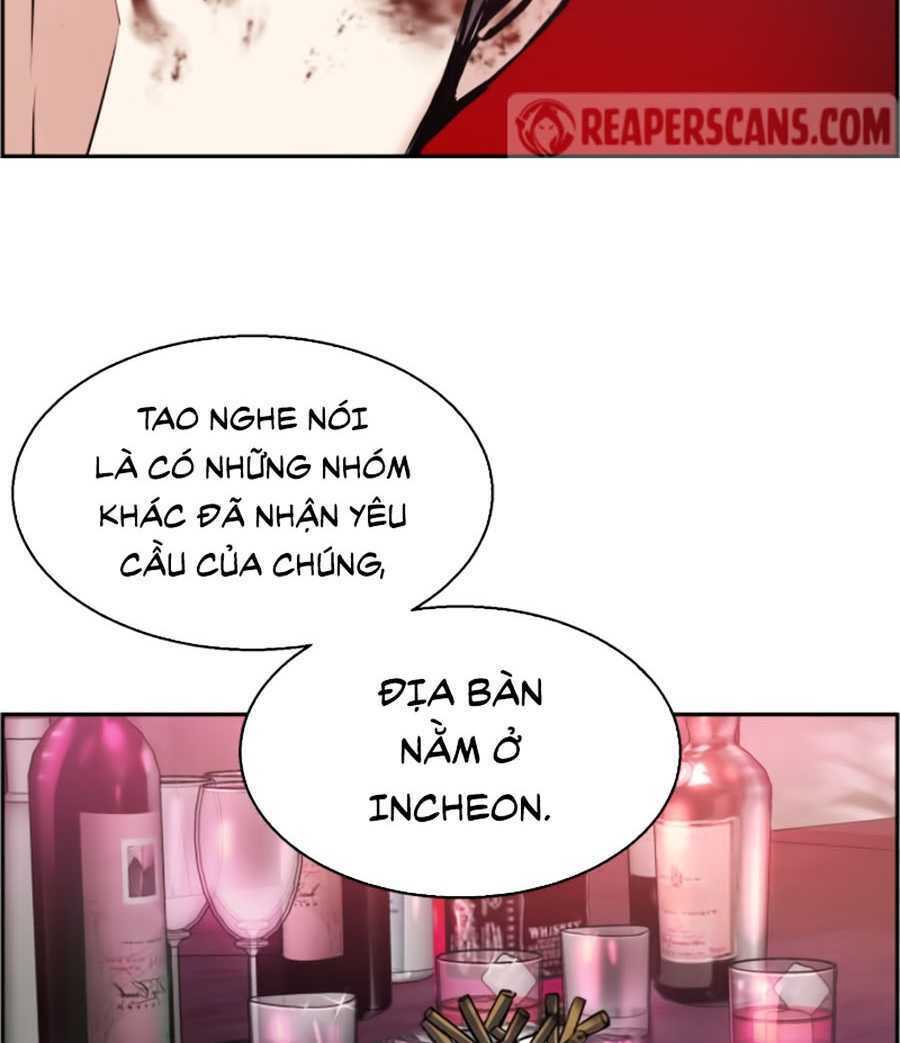 REAPERSCANS.COM
TAO NGHE NÓI
LÀ CÓ NHỮNG NHÓM
KHÁC ĐÃ NHẬN YÊU
CẦU CỦA CHÚNG,
ĐỊA BÀN
NẰM Ở
INCHEON.
WHISKEY